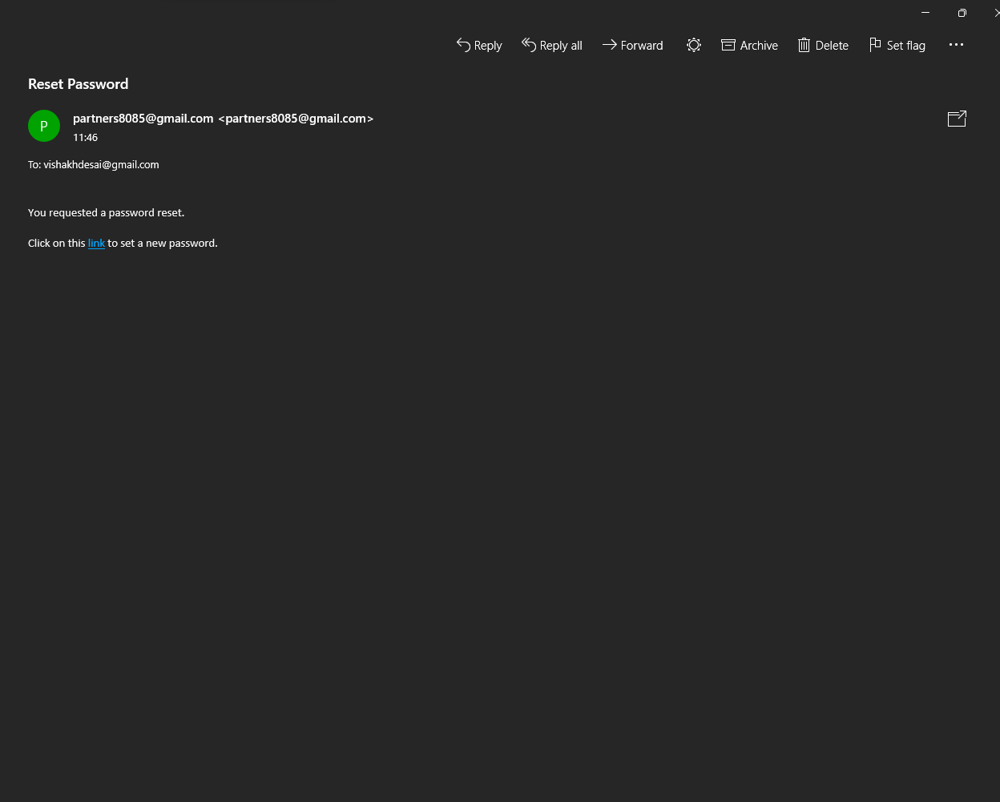 Reply Reply all Forward Archive Delete Set flag
Reset Password
P
partners8085@gmail.com <partners8085@gmail.com>
11:46
To: vishakhdesai@gmail.com
You requested a password reset.
Click on this link to set a new password.